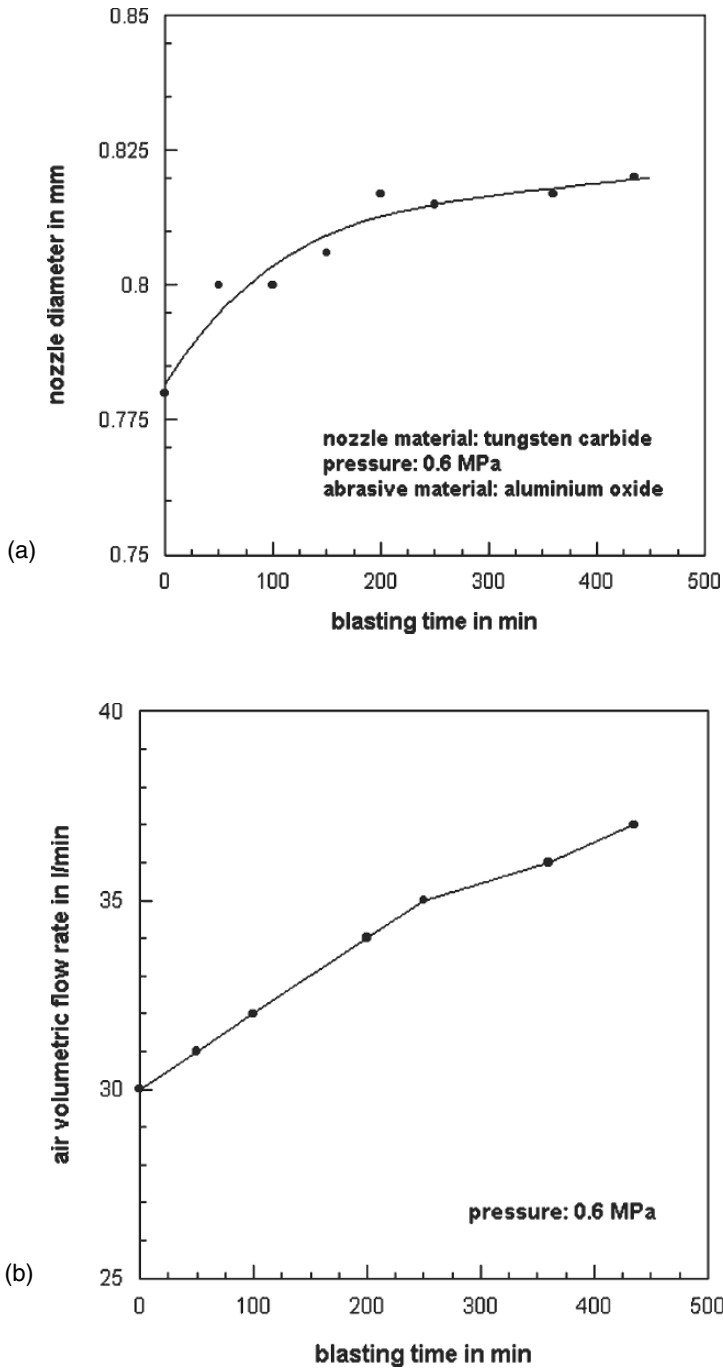 0.85
0.825
0.8
0.775
0.75
nozzle diameter in mm
nozzle material: tungsten carbide
pressure: 0.6 MPa
abrasive material: aluminium oxide
(a)
0 100 200 300 400 500
blasting time in min
40
35
30
25
air volumetric flow rate in l/min
pressure: 0.6 MPa
(b)
0 100 200 300 400 500
blasting time in min